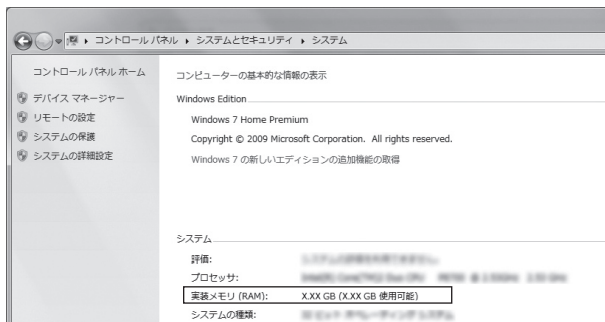 コントロール パネル ▸ システムとセキュリティ ▸ システム
コントロール パネル ホーム
デバイス マネージャー
リモートの設定
システムの保護
システムの詳細設定
コンピューターの基本的な情報の表示
Windows Edition
Windows 7 Home Premium
Copyright © 2009 Microsoft Corporation. All rights reserved.
Windows 7 の新しいエディションの追加機能の取得
システム
評価:
プロセッサ:
実装メモリ (RAM): X.XX GB (X.XX GB 使用可能)
システムの種類: